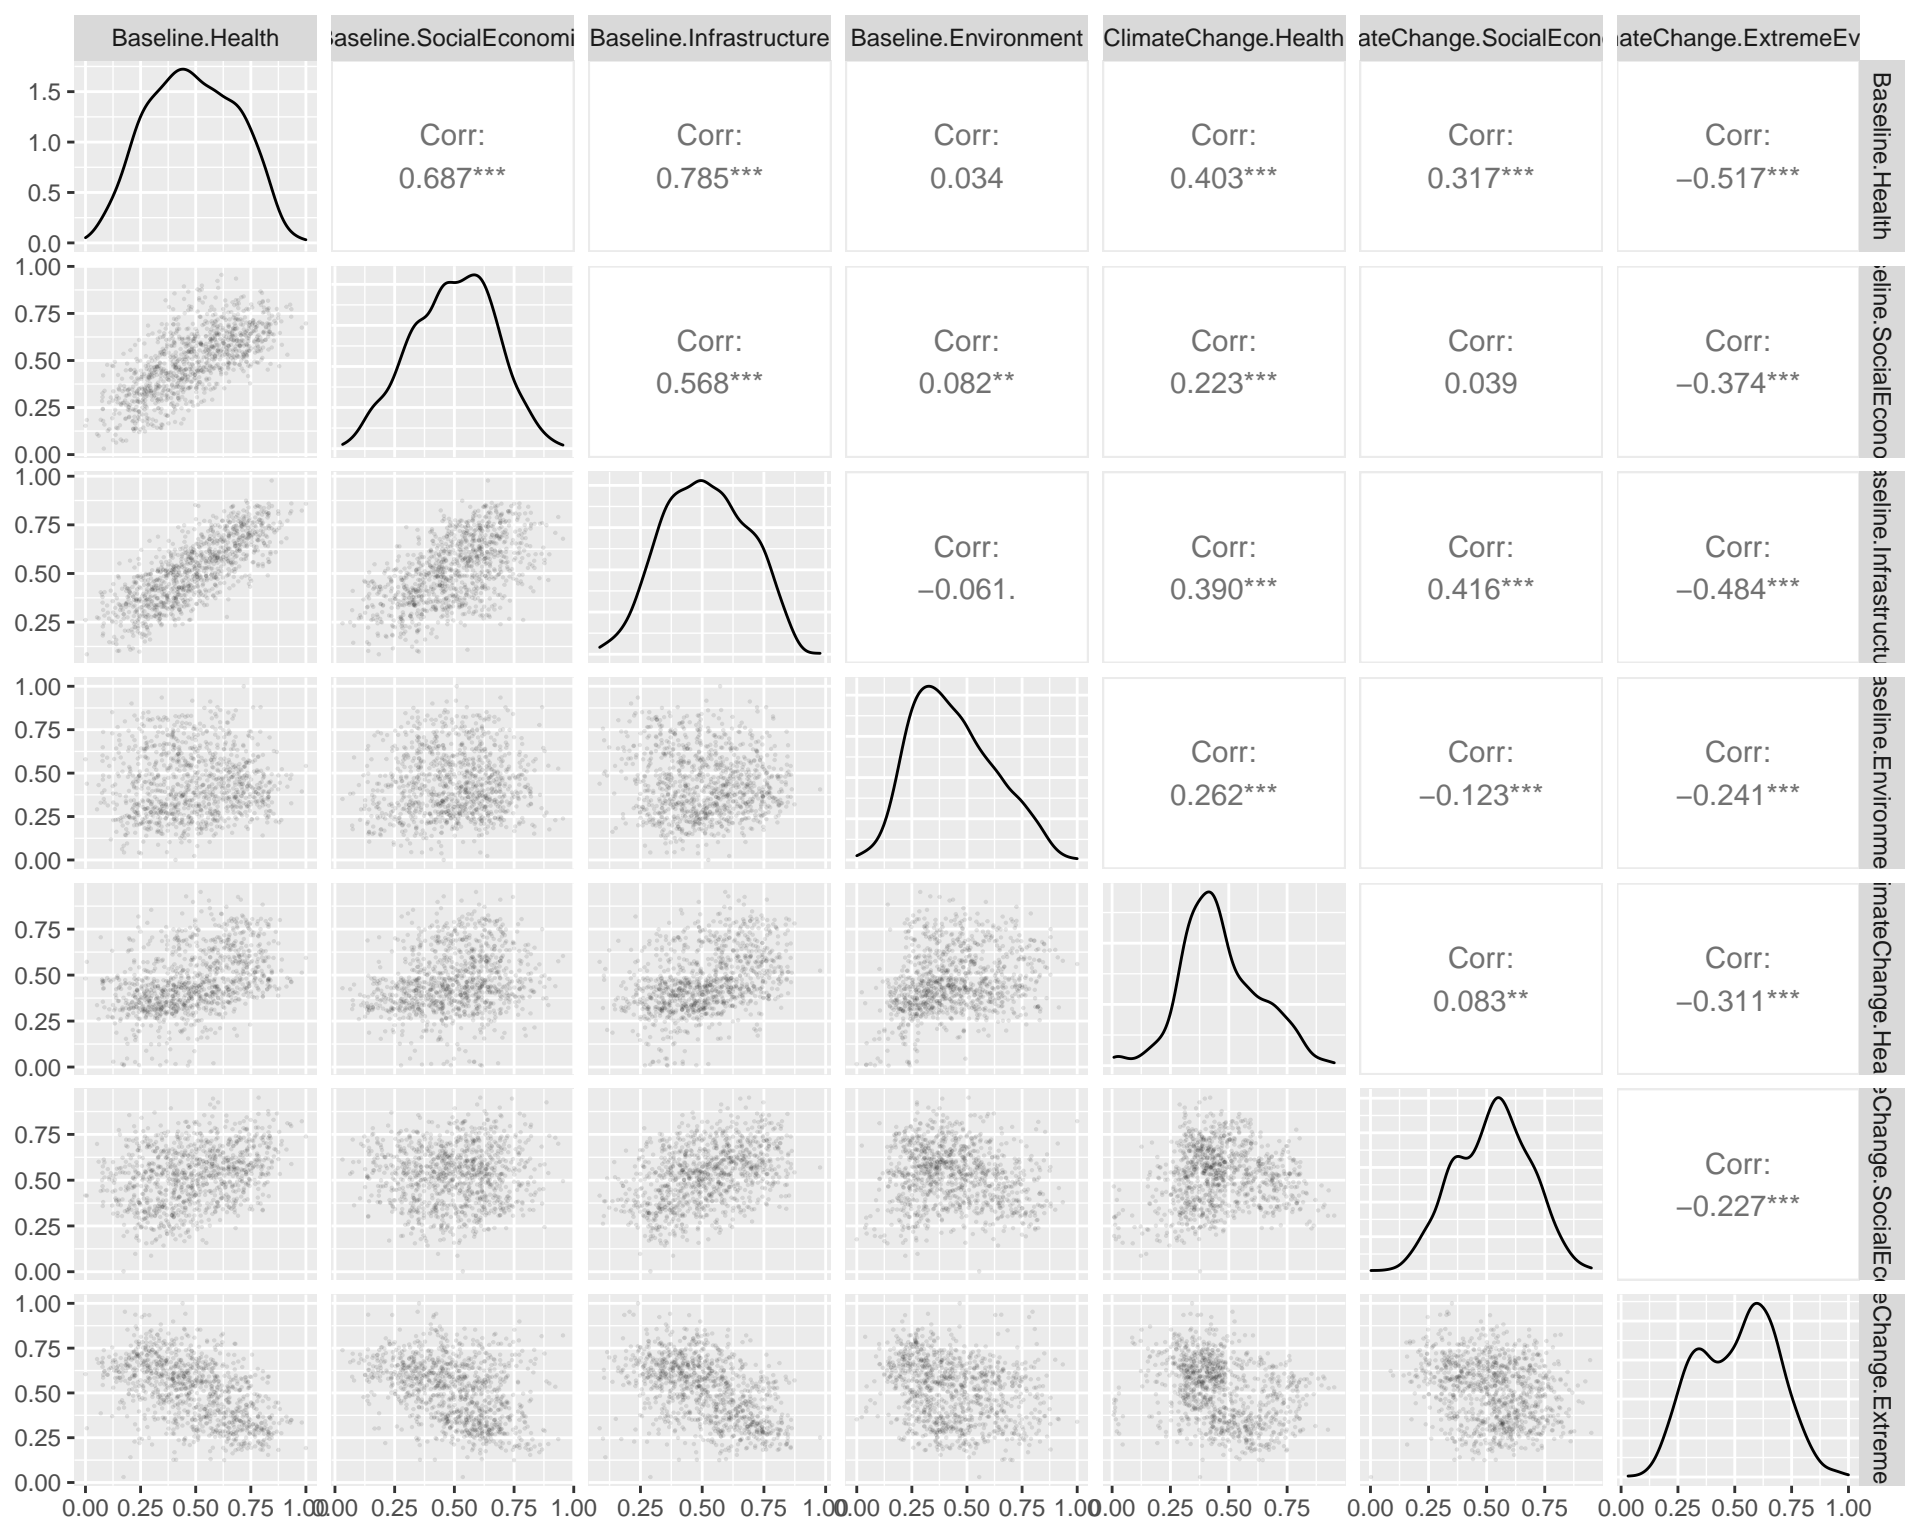 Baseline.Health
Baseline.SocialEconomi
Baseline.Infrastructure
Baseline.Environment
ClimateChange.Health
ateChange.SocialEcon
ateChange.ExtremeEv
1.5
1.0
0.5
0.0
Corr:
0.687***
Corr:
0.785***
Corr:
0.034
Corr:
0.403***
Corr:
0.317***
Corr:
−0.517***
Baseline.Health
1.00
0.75
0.50
0.25
0.00
Corr:
0.568***
Corr:
0.082**
Corr:
0.223***
Corr:
0.039
Corr:
−0.374***
eline.SocialEcono
1.00
0.75
0.50
0.25
Corr:
−0.061.
Corr:
0.390***
Corr:
0.416***
Corr:
−0.484***
aseline.Infrastructu
1.00
0.75
0.50
0.25
0.00
Corr:
0.262***
Corr:
−0.123***
Corr:
−0.241***
aseline.Environme
0.75
0.50
0.25
0.00
Corr:
0.083**
Corr:
−0.311***
imateChange.Hea
0.75
0.50
0.25
0.00
Corr:
−0.227***
eChange.SocialEco
1.00
0.75
0.50
0.25
0.00
eChange.Extreme
0.00 0.25 0.50 0.75 1.00
0.00 0.25 0.50 0.75 1.00
0.25 0.50 0.75 1.00
0.00 0.25 0.50 0.75 1.00
0.00 0.25 0.50 0.75
0.00 0.25 0.50 0.75
0.00 0.25 0.50 0.75 1.00